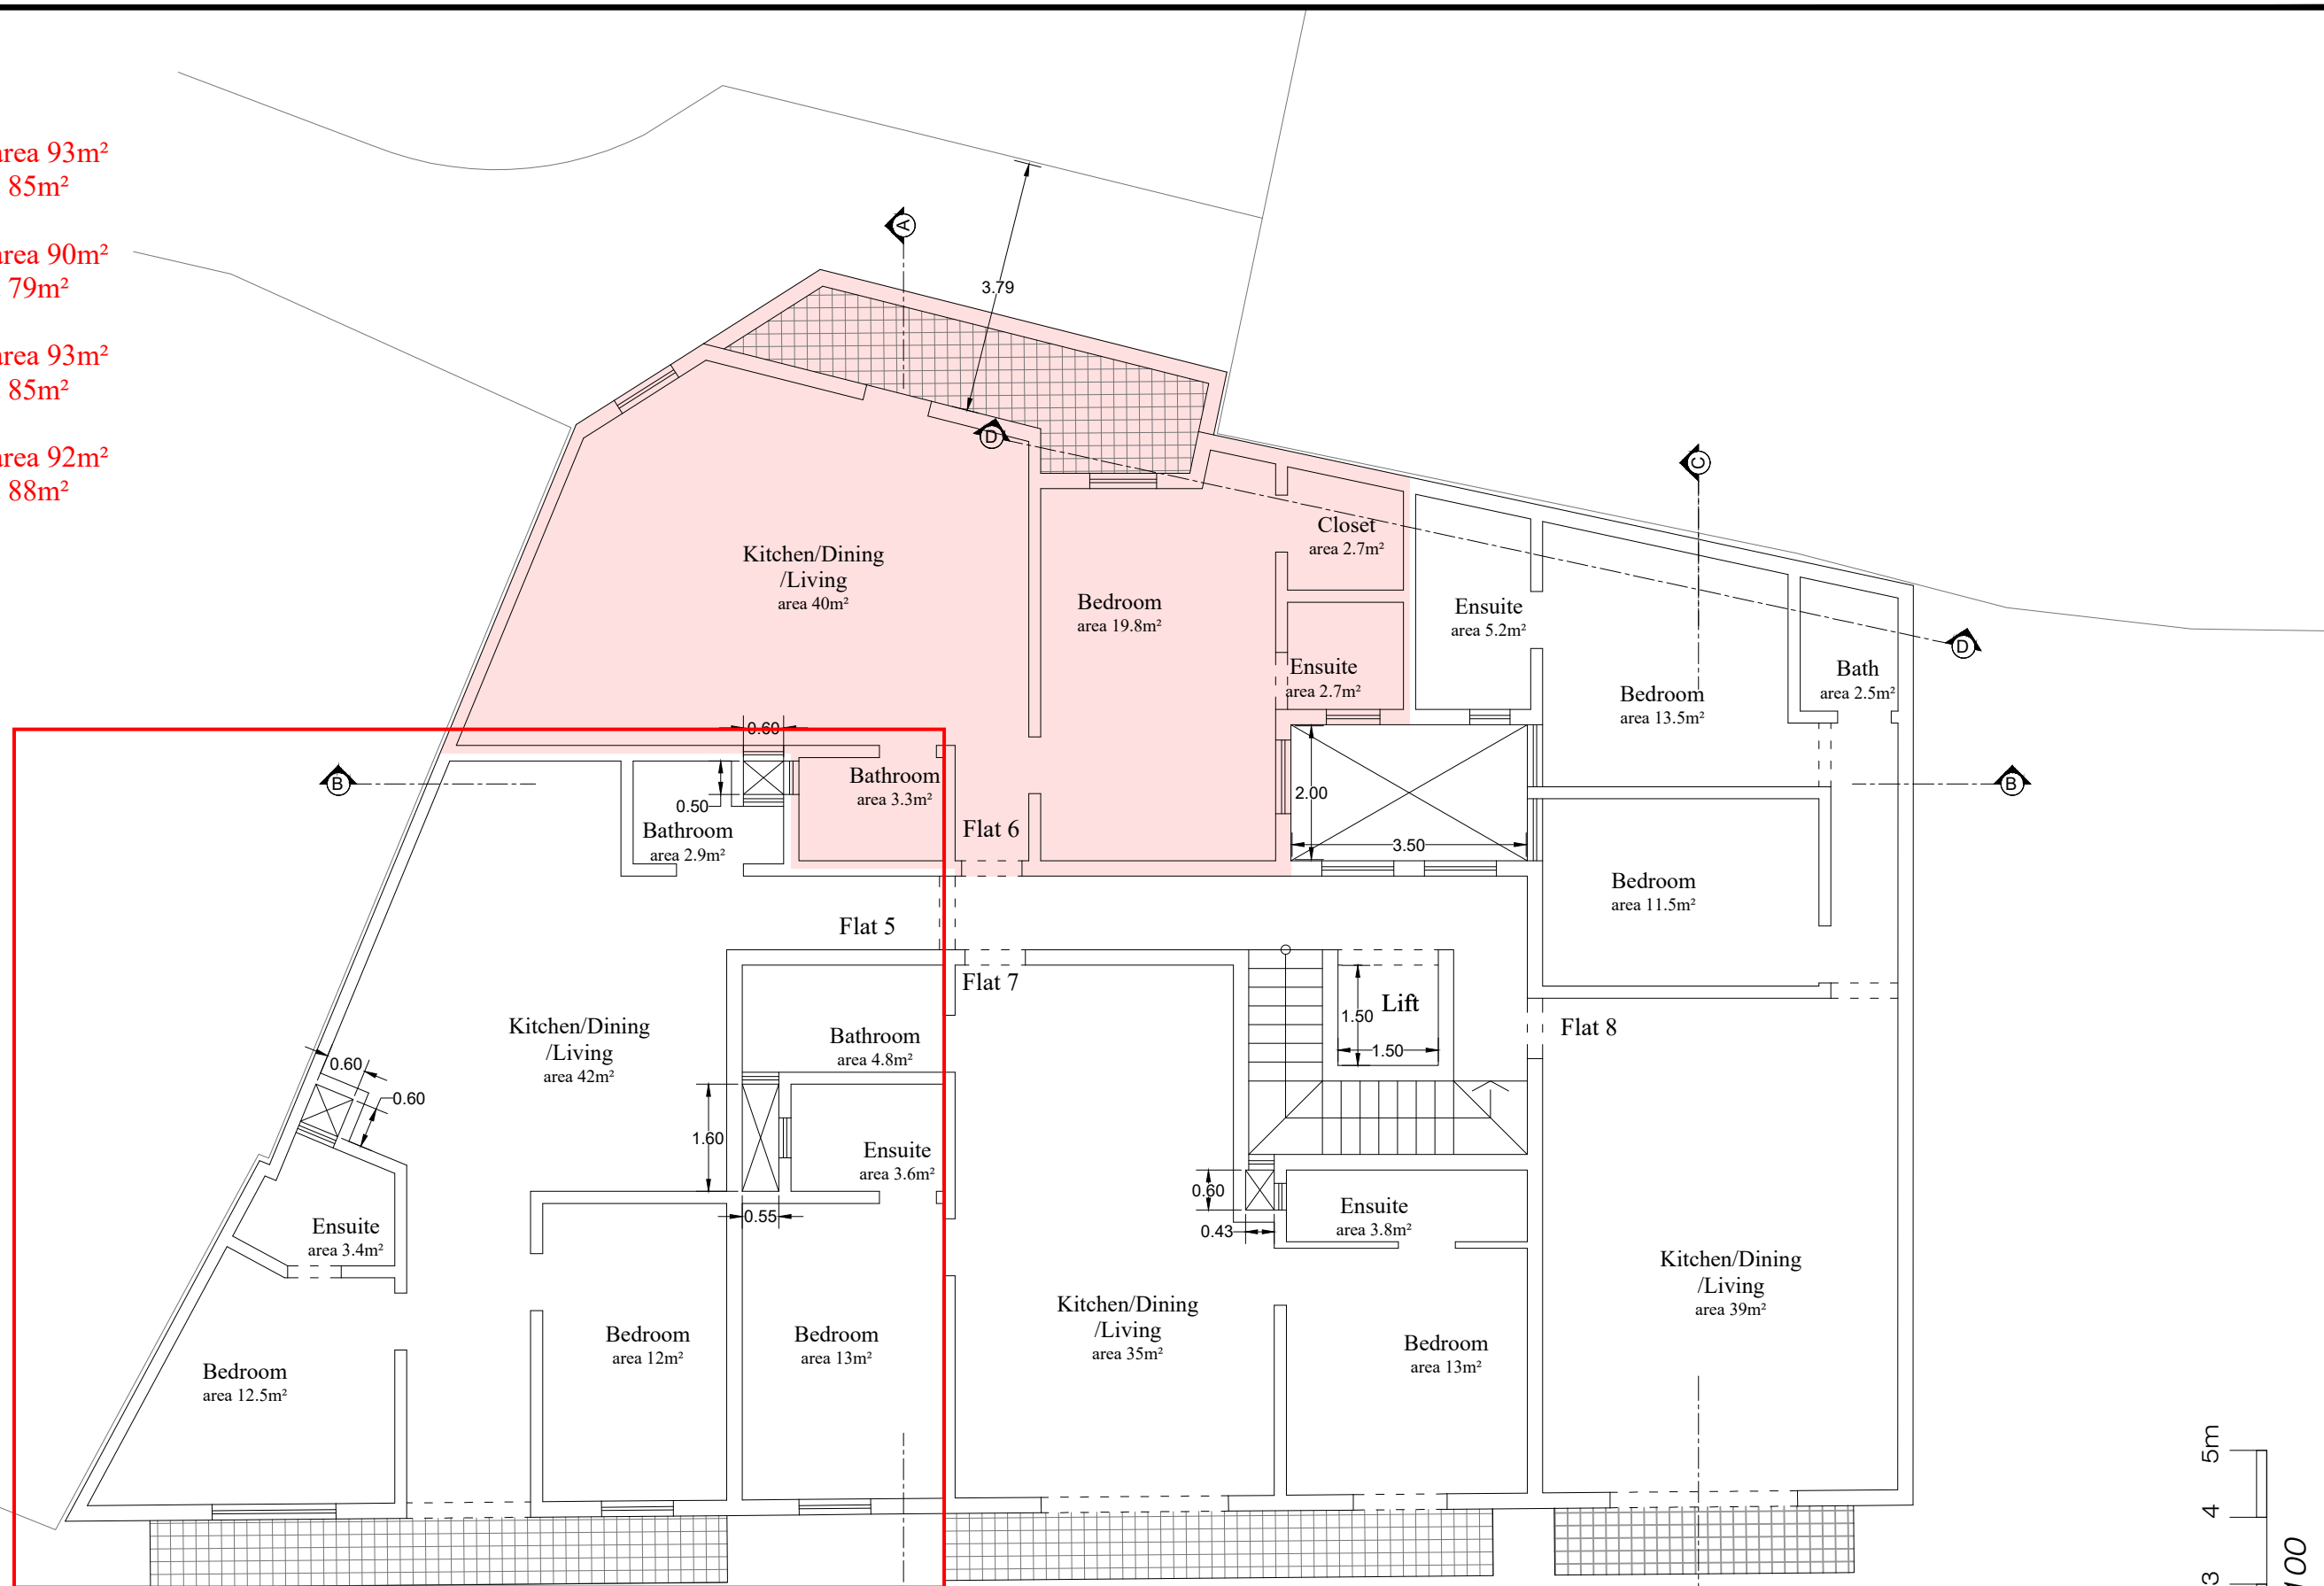 area 93m²
85m²
area 90m²
79m²
area 93m²
85m²
area 92m²
88m²
A
3.79
D
C
Closet
area 2.7m²
Kitchen/Dining
/Living
area 40m²
Bedroom
area 19.8m²
Ensuite
area 5.2m²
D
Ensuite
area 2.7m²
Bedroom
area 13.5m²
Bath
area 2.5m²
0.60
B
Bathroom
area 3.3m²
0.50
2.00
B
Bathroom
area 2.9m²
Flat 6
3.50
Bedroom
area 11.5m²
Flat 5
Flat 7
Lift
1.50
1.50
Flat 8
Kitchen/Dining
/Living
area 42m²
Bathroom
area 4.8m²
0.60
0.60
1.60
Ensuite
area 3.6m²
0.55
0.60
0.43
Ensuite
area 3.8m²
Ensuite
area 3.4m²
Kitchen/Dining
/Living
area 39m²
Kitchen/Dining
/Living
area 35m²
Bedroom
area 12.5m²
Bedroom
area 12m²
Bedroom
area 13m²
Bedroom
area 13m²
5m
4
3
100